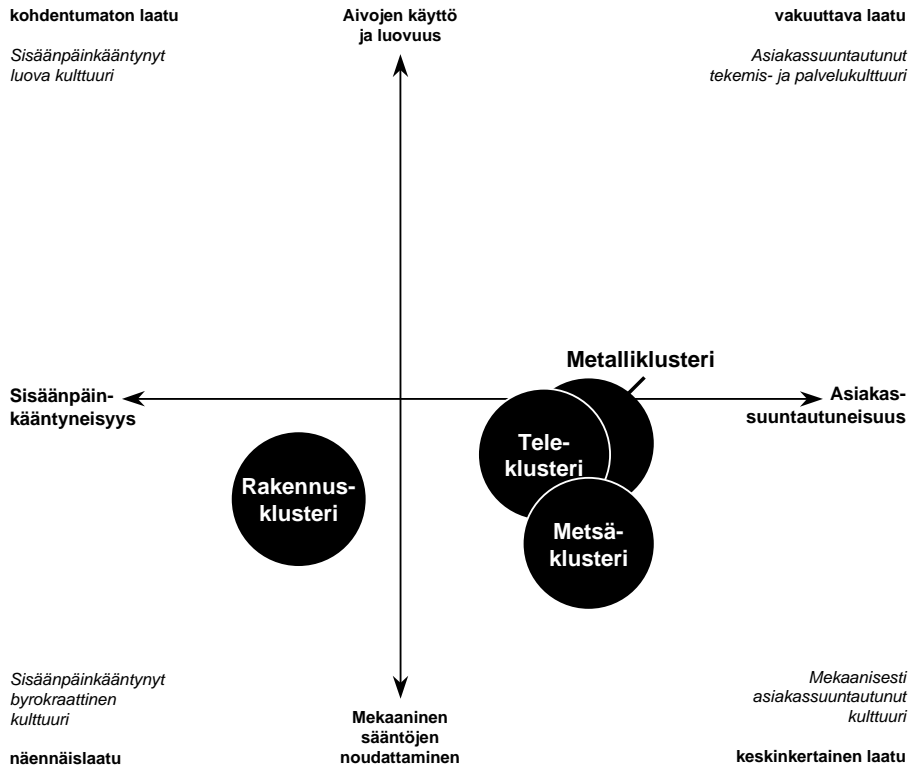 kohdentumaton laatu
Sisäänpäinkääntynyt
luova kulttuuri
Aivojen käyttö
ja luovuus
vakuuttava laatu
Asiakassuuntautunut
tekemis- ja palvelukulttuuri
Metalliklusteri
Sisäänpäin-
kääntyneisyys
Asiakas-
suuntautuneisuus
Tele-
klusteri
Rakennus-
klusteri
Metsä-
klusteri
Sisäänpäinkääntynyt
byrokraattinen
kulttuuri
näennäislaatu
Mekaaninen
sääntöjen
noudattaminen
Mekaanisesti
asiakassuuntautunut
kulttuuri
keskinkertainen laatu